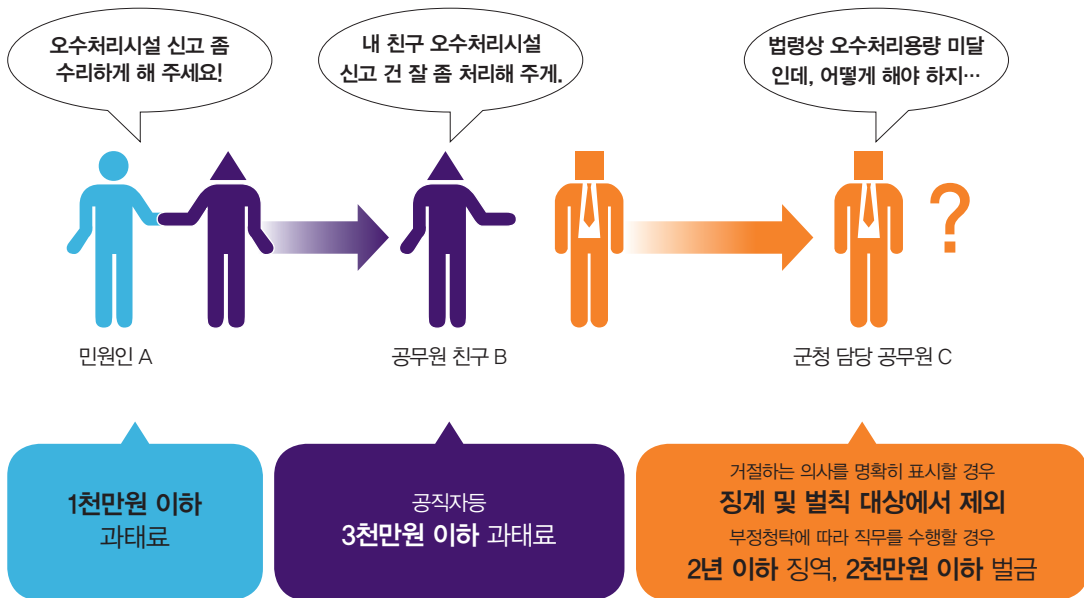 오수처리시설 신고 좀
수리하게 해 주세요!
내 친구 오수처리시설
신고 건 잘 좀 처리해 주게.
법령상 오수처리용량 미달
인데, 어떻게 해야 하지…
?
민원인 A
공무원 친구 B
군청 담당 공무원 C
1천만원 이하
과태료
공직자등
3천만원 이하 과태료
거절하는 의사를 명확히 표시할 경우
징계 및 벌칙 대상에서 제외
부정청탁에 따라 직무를 수행할 경우
2년 이하 징역, 2천만원 이하 벌금